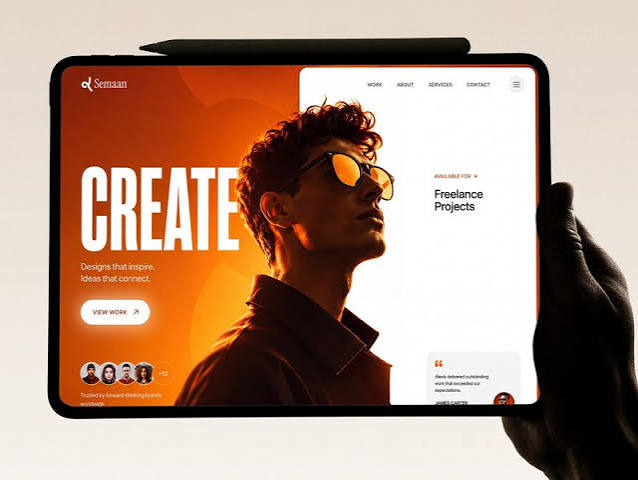 Semaan
WORK ABOUT SERVICES CONTACT
CREATE
Designs that inspire.
Ideas that connect.
VIEW WORK
+12
Trusted by forward-thinking brands
worldwide
AVAILABLE FOR
Freelance
Projects
“
Alexis delivered outstanding
work that exceeded our
expectations.
JAMES CARTER